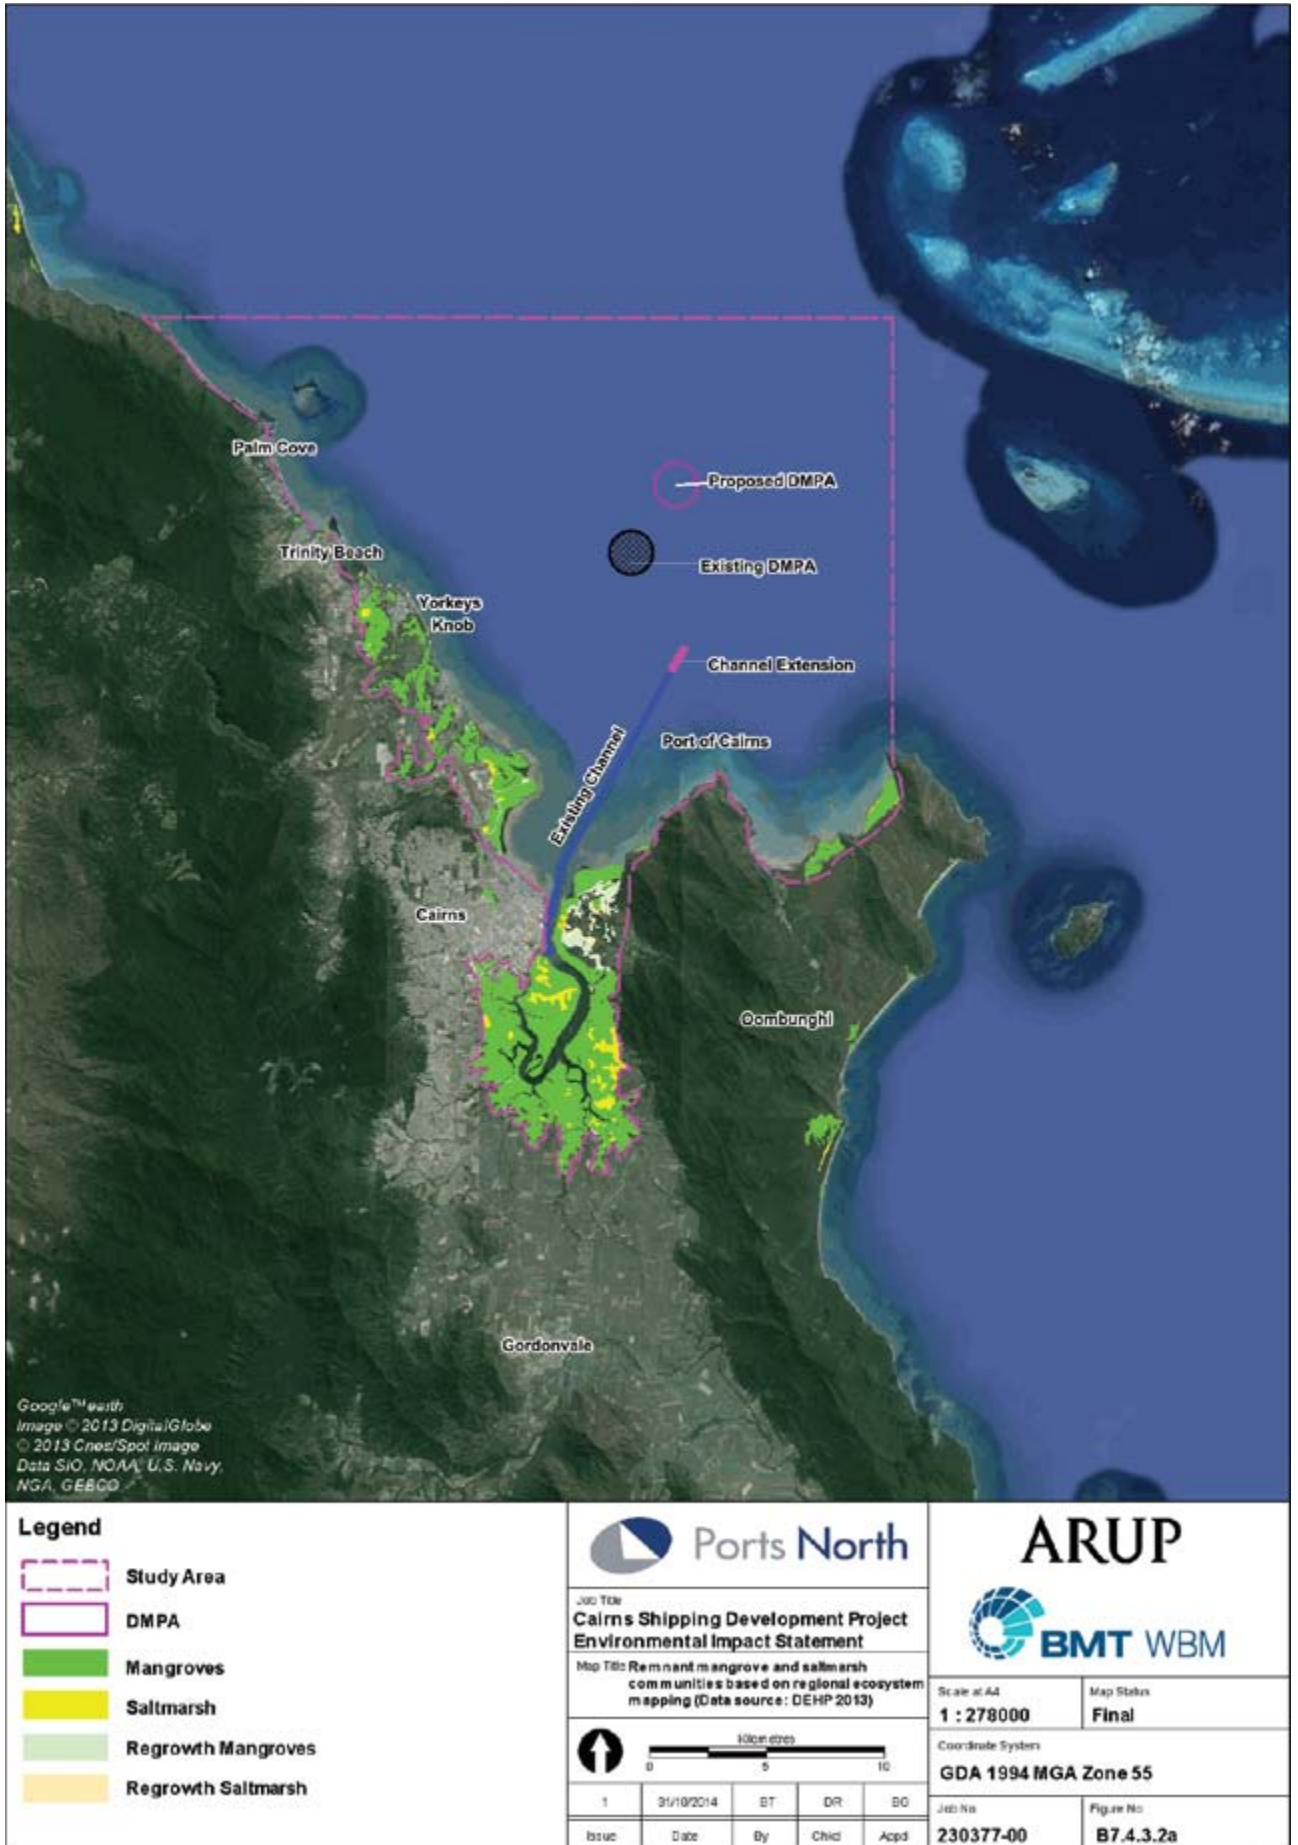 Palm Cove
Proposed DMPA
Trinity Beach
Existing DMPA
Yorkeys
Knob
Channel Extension
Port of Cairns
Existing Channel
Cairns
Oombunghi
Gordonvale
Google™earth
Image © 2013 DigitalGlobe
© 2013 Cnes/Spot Image
Data SIO, NOAA, U.S. Navy,
NGA, GEBCO
Legend
Study Area
DMPA
Mangroves
Saltmarsh
Regrowth Mangroves
Regrowth Saltmarsh
Ports North
Job Title
Cairns Shipping Development Project
Environmental Impact Statement
Map Title Remnant mangrove and saltmarsh
communities based on regional ecosystem
mapping (Data source: DEHP 2013)
Kilometres
0 5 10
1 31/10/2014 BT DR BG
Issue Date By Chkd Appd
ARUP
BMT WBM
Scale at A4
1 : 278000
Map Status
Final
Coordinate System
GDA 1994 MGA Zone 55
Job No
230377-00
Figure No
B7.4.3.2a